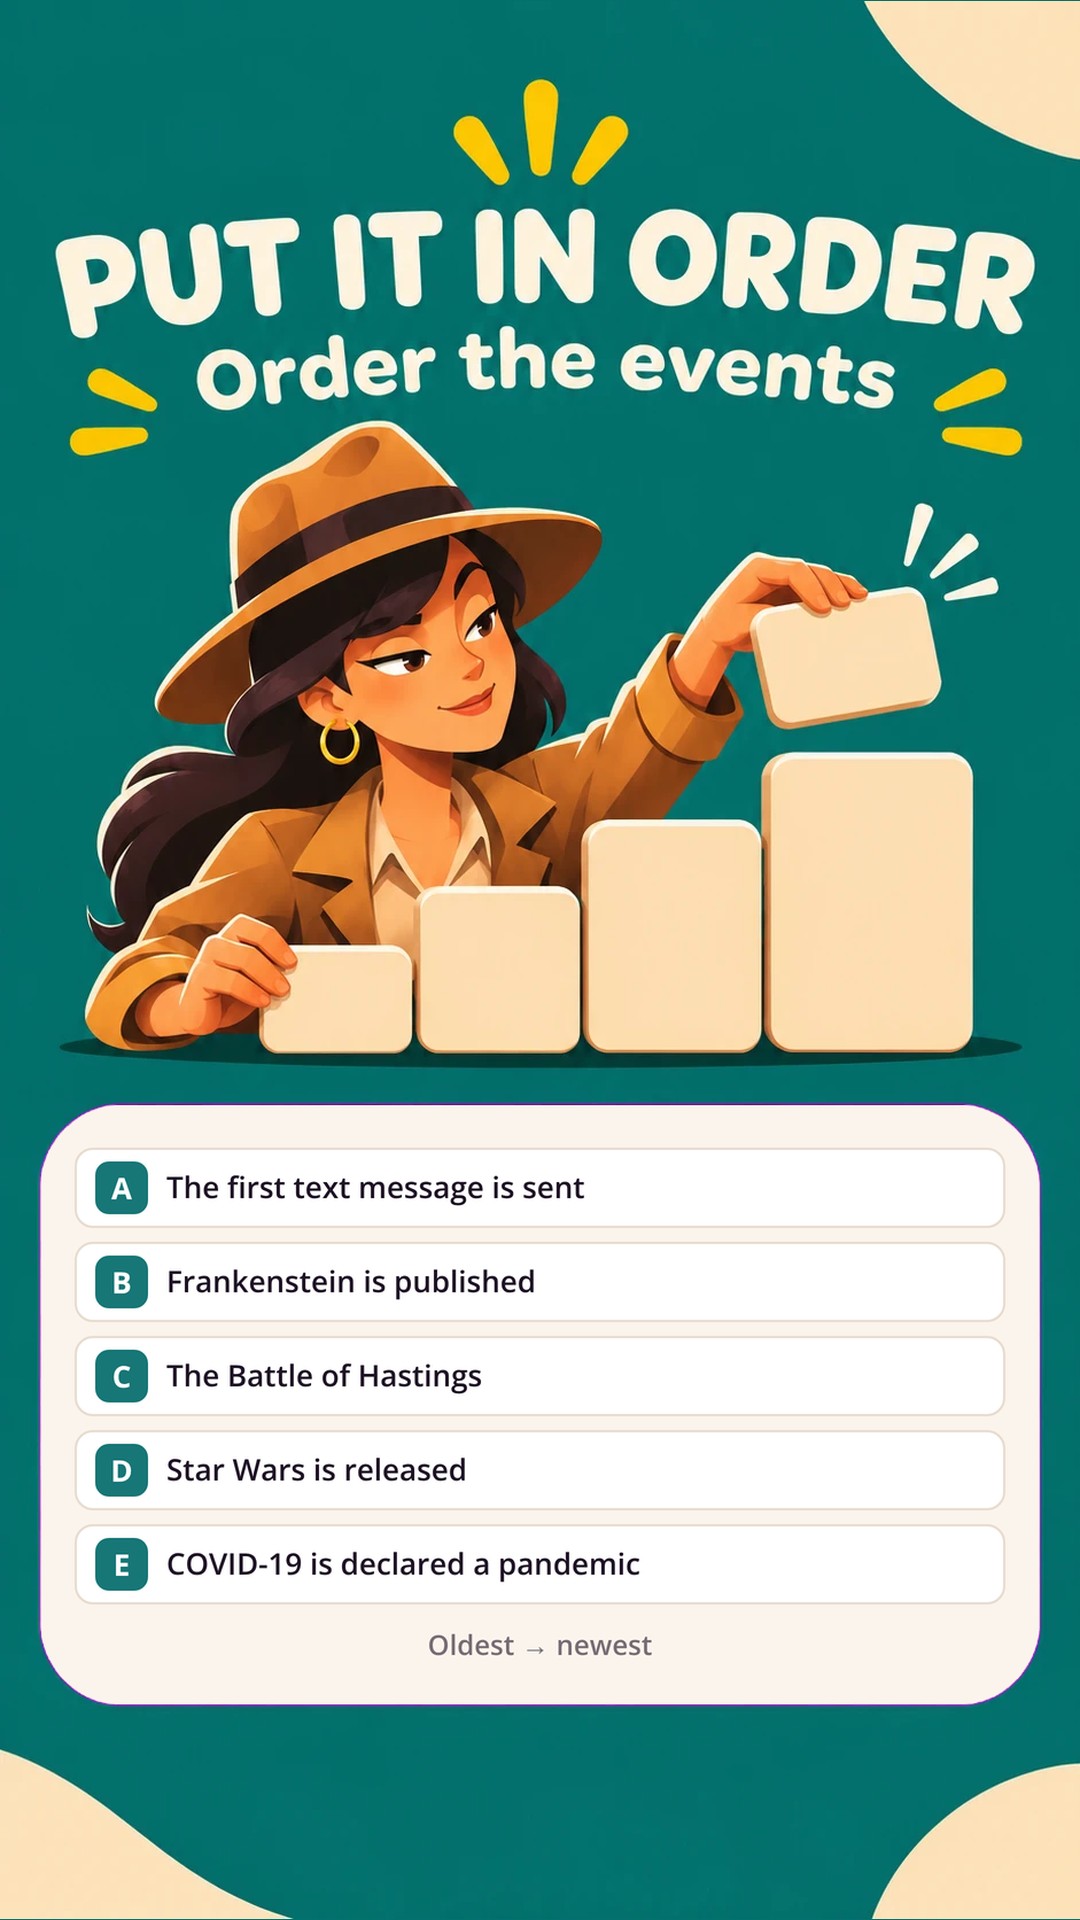 PUT IT IN ORDER
Order the events
A The first text message is sent
B Frankenstein is published
C The Battle of Hastings
D Star Wars is released
E COVID-19 is declared a pandemic
Oldest → newest